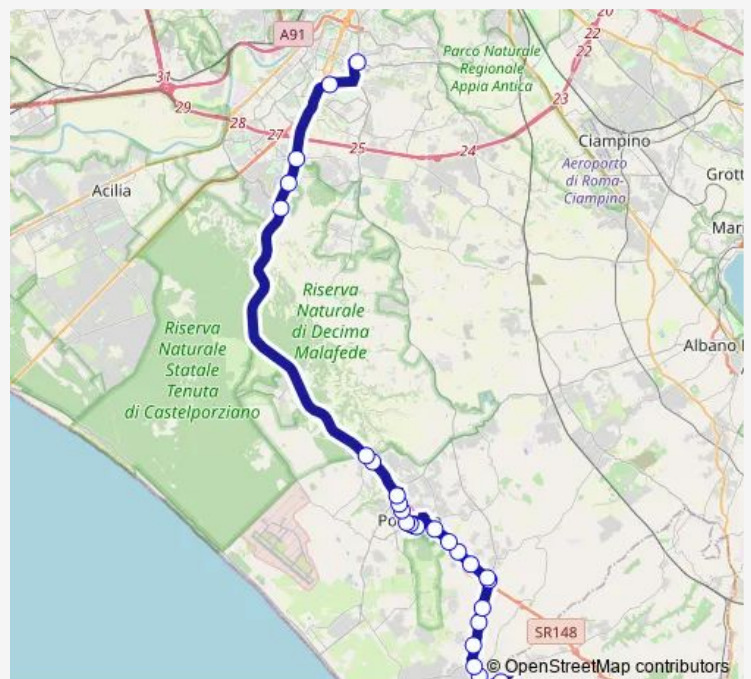 20
22
22
A91
Parco Naturale
Regionale
Appia Antica
31
29
28
27
25
24
23
Ciampino
Aeroporto
di Roma-
Ciampino
Acilia
Grott
Mari
Riserva
Naturale
di Decima
Malafede
Riserva
Naturale
Statale
Tenuta
di Castelporziano
Albano L
Po
SR148
© OpenStreetMap contributors